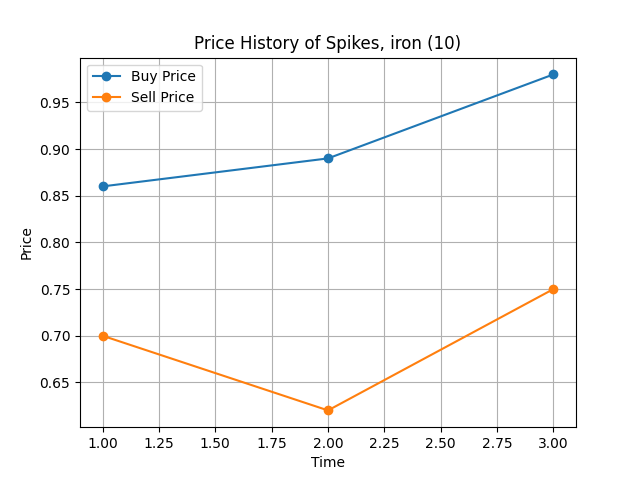 Price History of Spikes, iron (10)
Buy Price
Sell Price
Price
0.95
0.90
0.85
0.80
0.75
0.70
0.65
1.00 1.25 1.50 1.75 2.00 2.25 2.50 2.75 3.00
Time